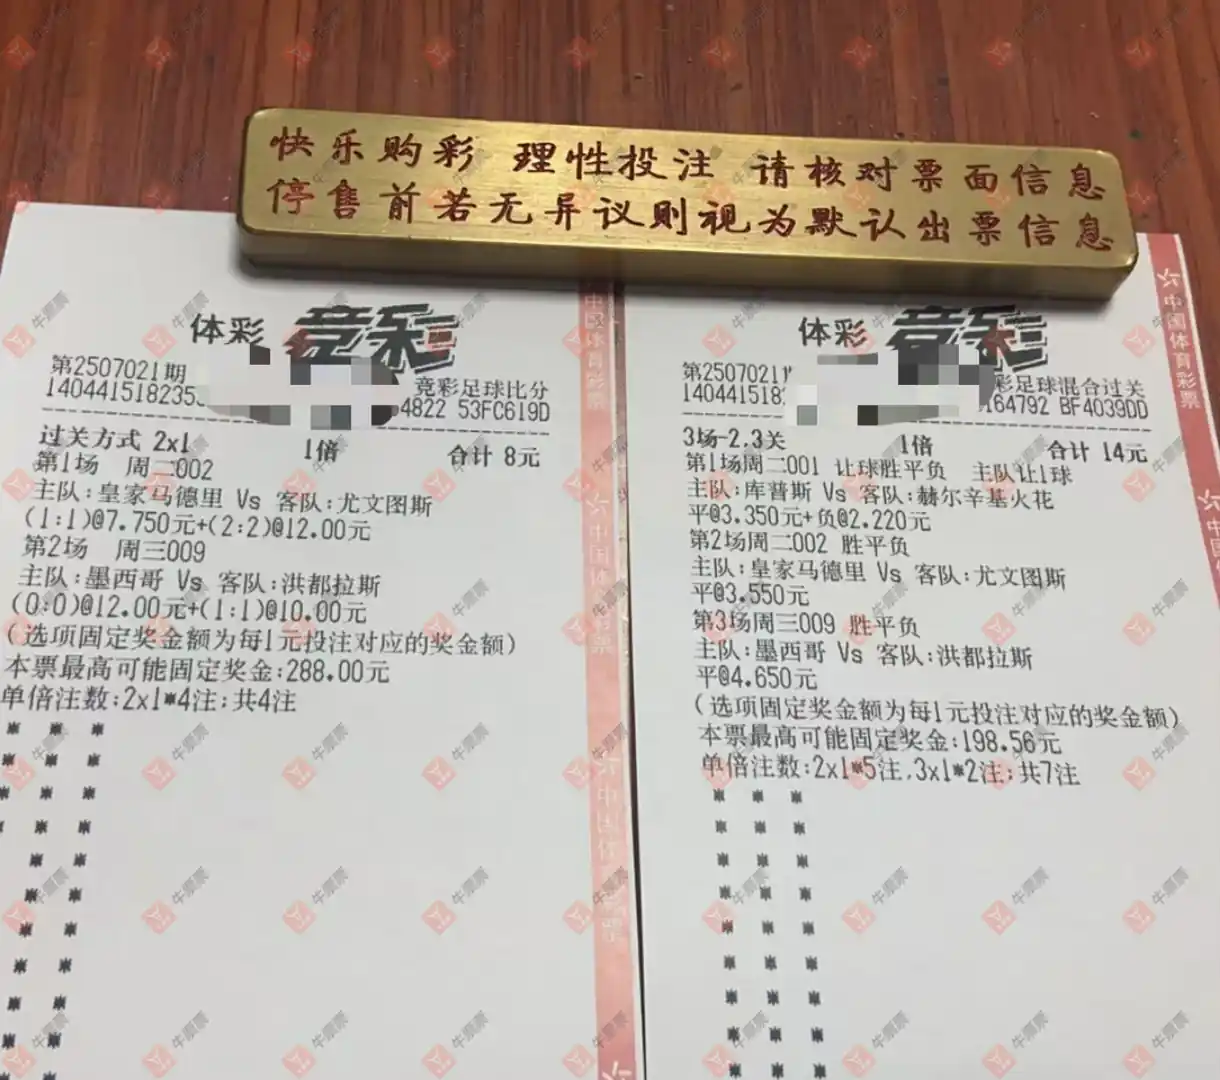 快乐购彩 理性投注 请核对票面信息
停售前若无异议则视为默认出票信息
体彩 竞彩
第2507021期
竞彩足球比分
14044151823
4822 53FC619D
过关方式 2x1 1倍 合计 8元
第1场 周二002
主队:皇家马德里 Vs 客队:尤文图斯
(1:1)@7.750元+(2:2)@12.00元
第2场 周三009
主队:墨西哥 Vs 客队:洪都拉斯
(0:0)@12.00元+(1:1)@10.00元
(选项固定奖金额为每1元投注对应的奖金额)
本票最高可能固定奖金:288.00元
单倍注数:2x1*4注;共4注
体彩 竞彩
第2507021
彩足球混合过关
140441518
164792 BF4039DD
3场-2.3关 1倍 合计 14元
第1场周二001 让球胜平负 主队让1球
主队:库普斯 Vs 客队:赫尔辛基火花
平@3.350元+负@2.220元
第2场周二002 胜平负
主队:皇家马德里 Vs 客队:尤文图斯
平@3.550元
第3场周三009 胜平负
主队:墨西哥 Vs 客队:洪都拉斯
平@4.650元
(选项固定奖金额为每1元投注对应的奖金额)
本票最高可能固定奖金:198.56元
单倍注数:2x1*5注,3x1*2注;共7注
中国体育彩票
中国体育彩票